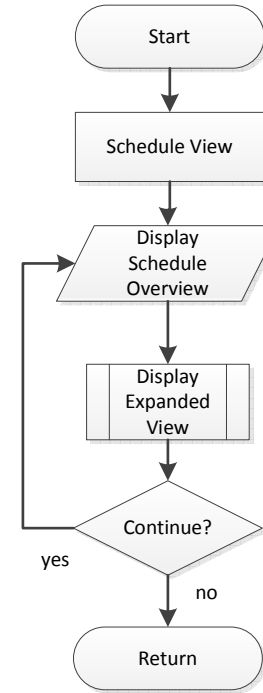 Start
Schedule View
Display
Schedule
Overview
Display
Expanded
View
Continue?
yes
no
Return